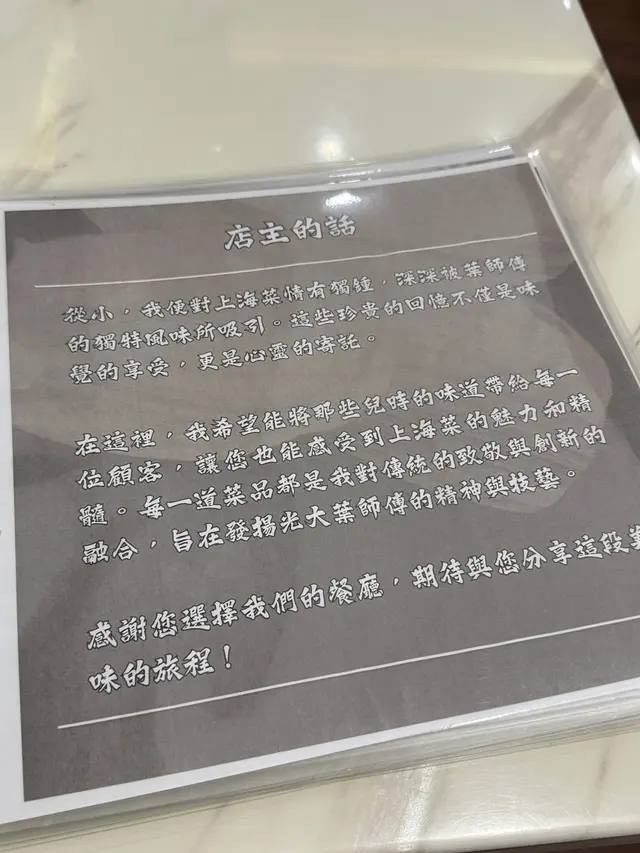 店主的話
從小，我便對上海菜情有獨鍾，深深被葉師傅
的獨特風味所吸引。這些珍貴的回憶不僅是味
覺的享受，更是心靈的寄託。
在這裡，我希望能將那些兒時的味道帶給每一
位顧客，讓您也能感受到上海菜的魅力和精
髓。每一道菜品都是我對傳統的致敬與創新的
融合，旨在發揚光大葉師傅的精神與技藝。
感謝您選擇我們的餐廳，期待與您分享這段
味的旅程！